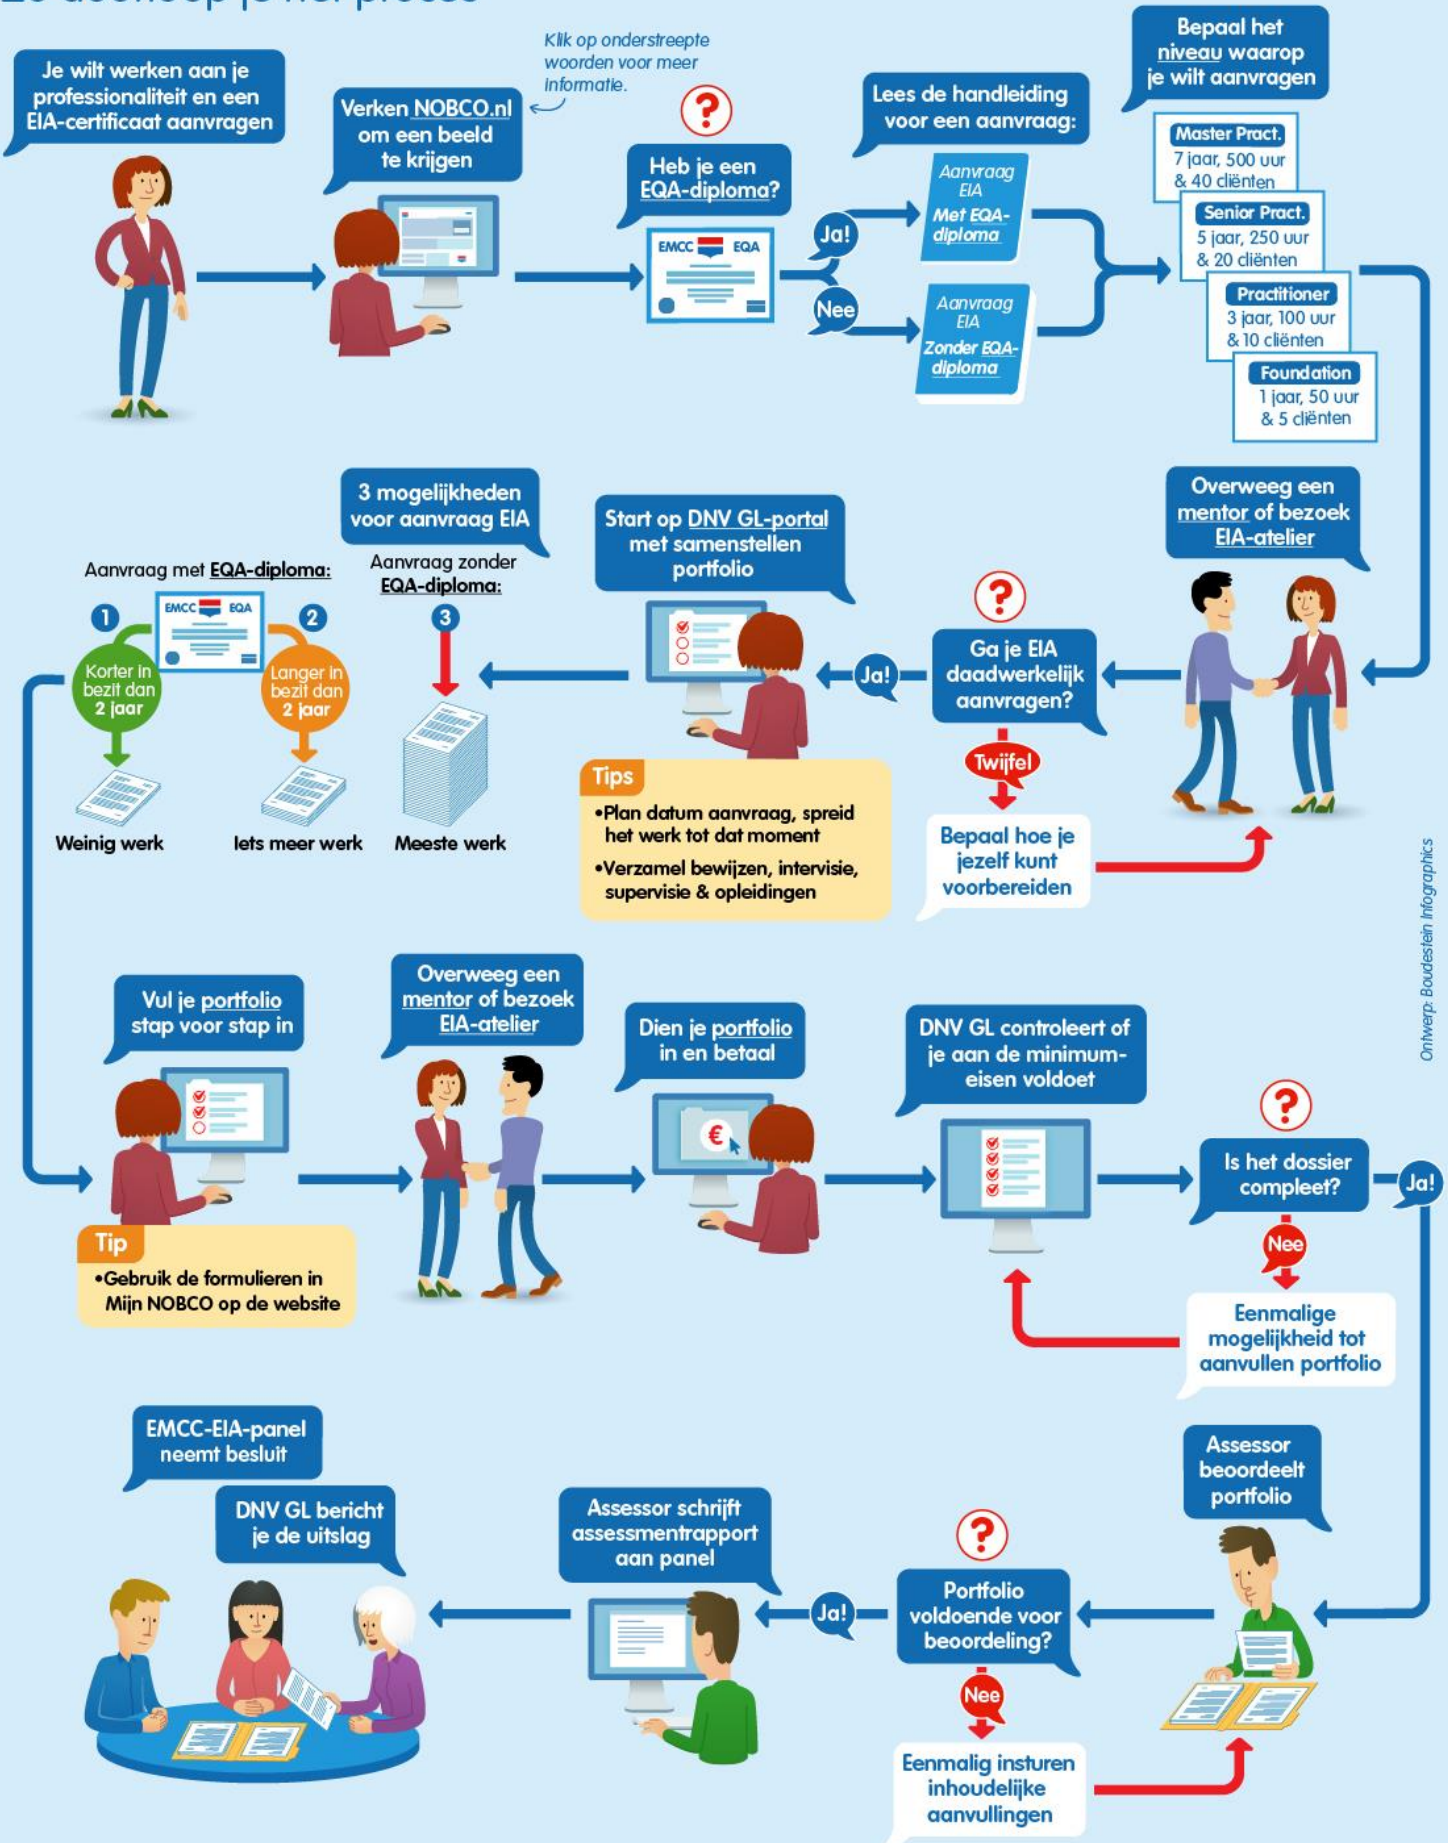 Je wilt werken aan je
professionaliteit en een
EIA-certificaat aanvragen
Verken NOBCO.nl
om een beeld
te krijgen
Klik op onderstreepte
woorden voor meer
informatie.
?
Heb je een
EQA-diploma?
EMCC EQA
Ja!
Nee
Lees de handleiding
voor een aanvraag:
Aanvraag
EIA
Met EQA-
diploma
Aanvraag
EIA
Zonder EQA-
diploma
Bepaal het
niveau waarop
je wilt aanvragen
Master Pract.
7 jaar, 500 uur
& 40 cliënten
Senior Pract.
5 jaar, 250 uur
& 20 cliënten
Practitioner
3 jaar, 100 uur
& 10 cliënten
Foundation
1 jaar, 50 uur
& 5 cliënten
Overweeg een
mentor of bezoek
EIA-atelier
?
Ga je EIA
daadwerkelijk
aanvragen?
Ja!
Twijfel
Bepaal hoe je
jezelf kunt
voorbereiden
Start op DNV GL-portal
met samenstellen
portfolio
Tips
•Plan datum aanvraag, spreid
het werk tot dat moment
•Verzamel bewijzen, intervisie,
supervisie & opleidingen
3 mogelijkheden
voor aanvraag EIA
Aanvraag met EQA-diploma:
EMCC EQA
1
Korter in
bezit dan
2 jaar
Weinig werk
2
Langer in
bezit dan
2 jaar
Iets meer werk
Aanvraag zonder
EQA-diploma:
3
Meeste werk
Ontwerp: Boudestein Infographics
Vul je portfolio
stap voor stap in
Tip
•Gebruik de formulieren in
Mijn NOBCO op de website
Overweeg een
mentor of bezoek
EIA-atelier
Dien je portfolio
in en betaal
€
DNV GL controleert of
je aan de minimum-
eisen voldoet
?
Is het dossier
compleet?
Ja!
Nee
Eenmalige
mogelijkheid tot
aanvullen portfolio
Assessor
beoordeelt
portfolio
?
Portfolio
voldoende voor
beoordeling?
Ja!
Nee
Eenmalig insturen
inhoudelijke
aanvullingen
Assessor schrijft
assessmentrapport
aan panel
EMCC-EIA-panel
neemt besluit
DNV GL bericht
je de uitslag